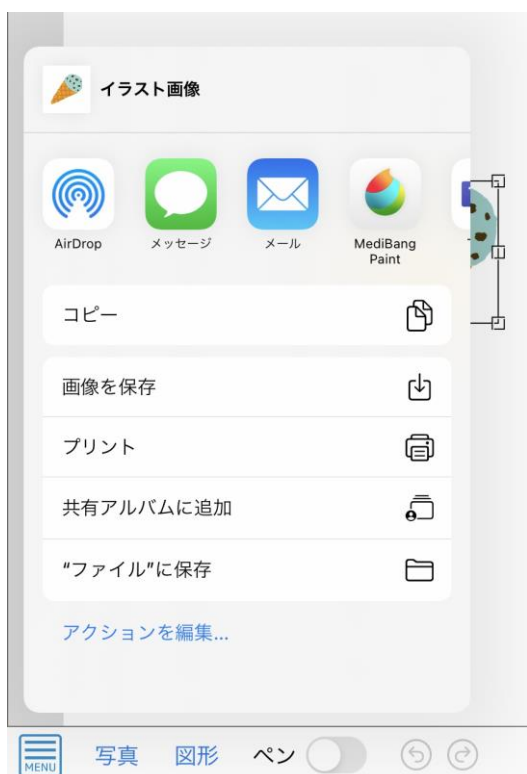 イラスト画像
AirDrop メッセージ メール MediBang
Paint
コピー
画像を保存
プリント
共有アルバムに追加
“ファイル”に保存
アクションを編集...
MENU 写真 図形 ペン